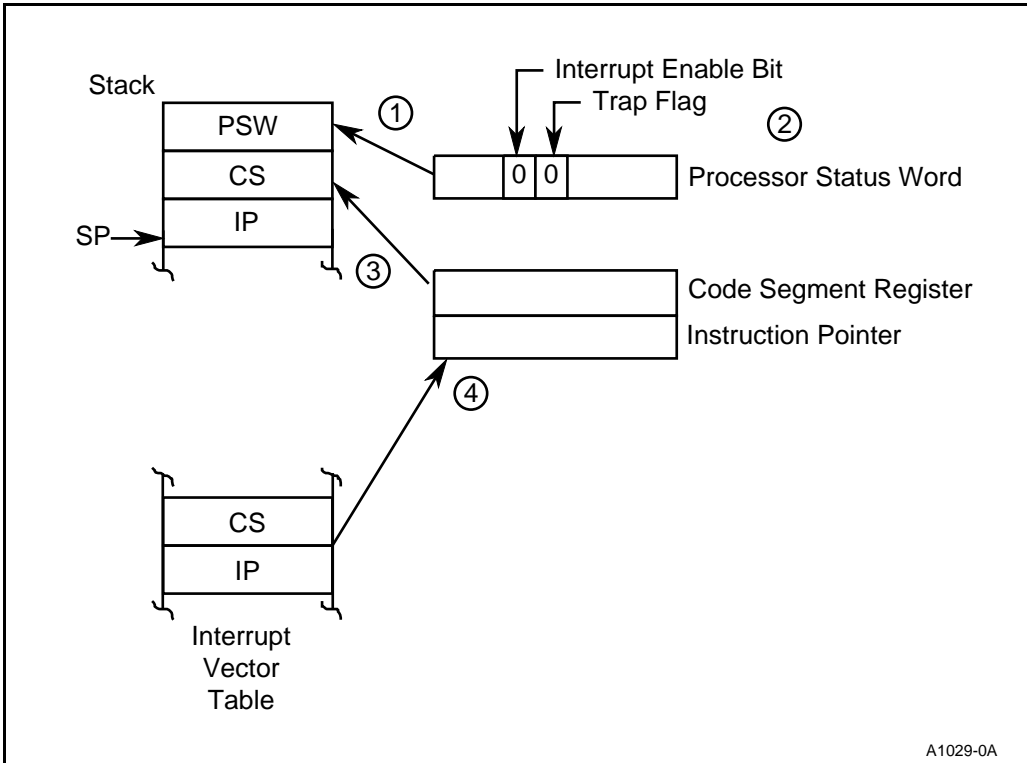 Stack
PSW
CS
IP
SP
1
Interrupt Enable Bit
Trap Flag
2
0 0
Processor Status Word
3
Code Segment Register
Instruction Pointer
4
CS
IP
Interrupt
Vector
Table
A1029-0A